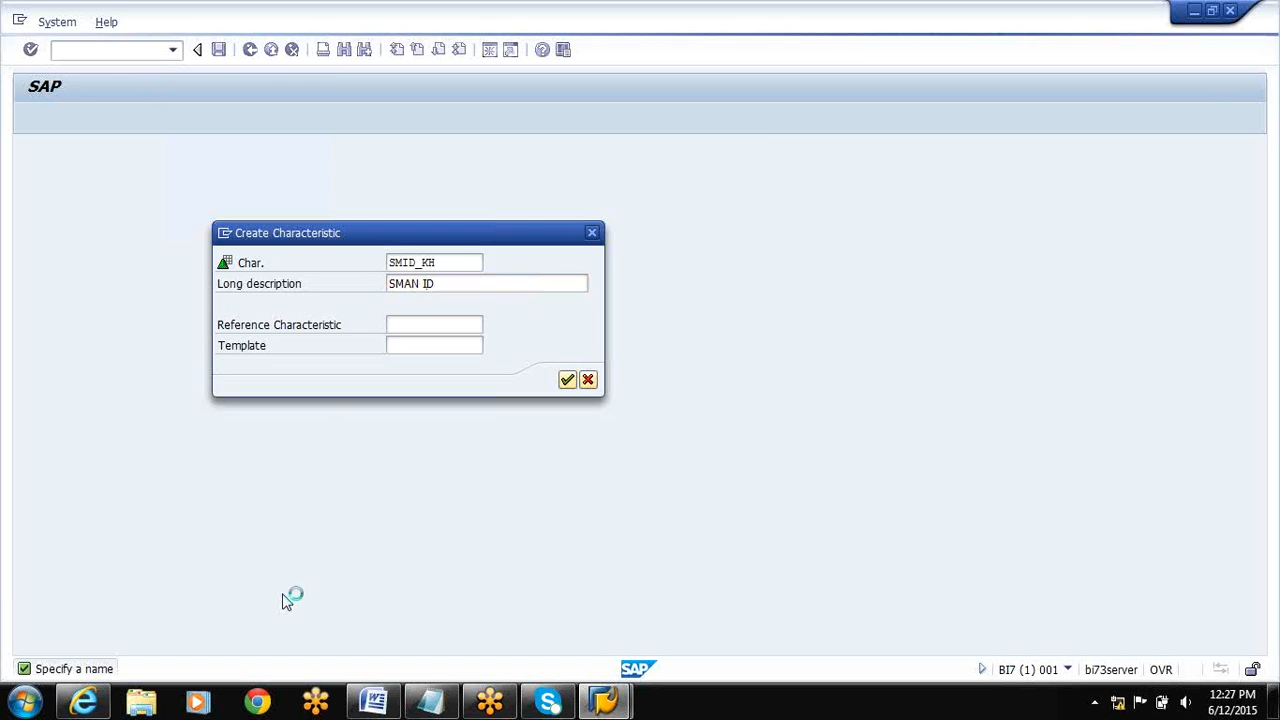 System Help
SAP
Create Characteristic
Char. SMID_KH
Long description SMAN ID
Reference Characteristic
Template
Specify a name
SAP
BI7 (1) 001
bi73server
OVR
12:27 PM
6/12/2015